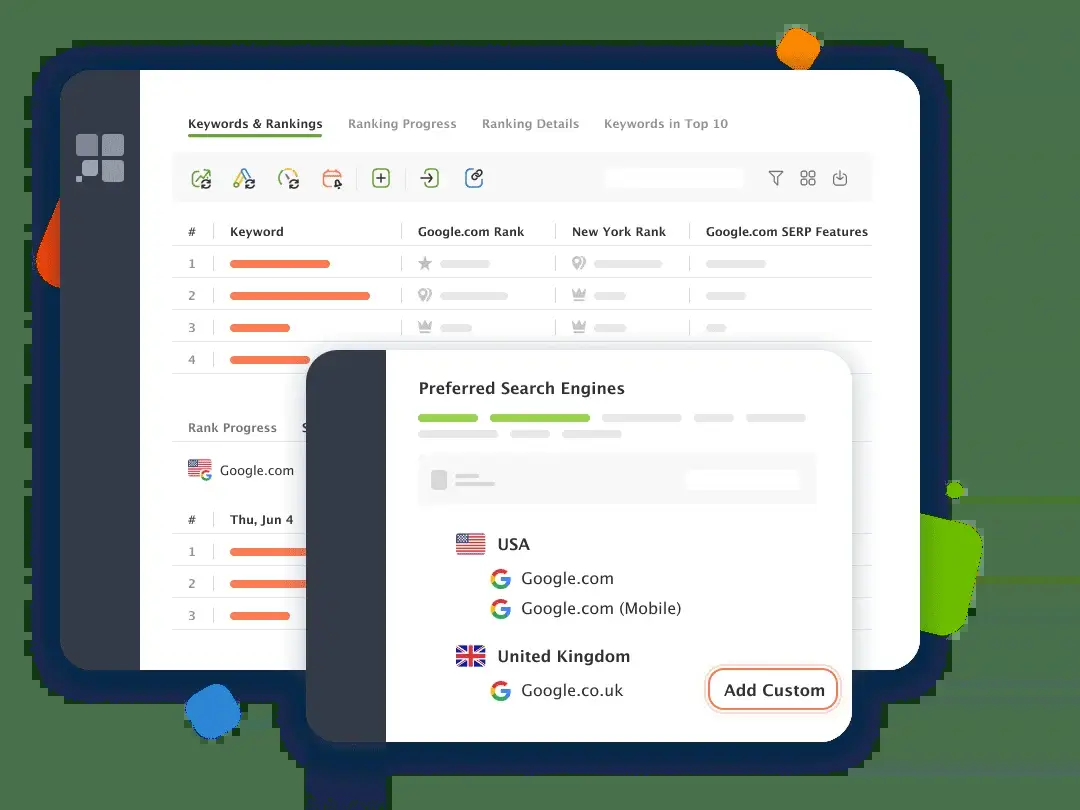 Keywords & Rankings Ranking Progress Ranking Details Keywords in Top 10
# Keyword Google.com Rank New York Rank Google.com SERP Features
1
2
3
4
Rank Progress
Google.com
# Thu, Jun 4
1
2
3
Preferred Search Engines
USA
Google.com
Google.com (Mobile)
United Kingdom
Google.co.uk
Add Custom